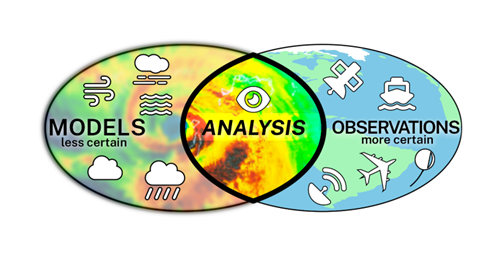 MODELS
less certain
ANALYSIS
OBSERVATIONS
more certain